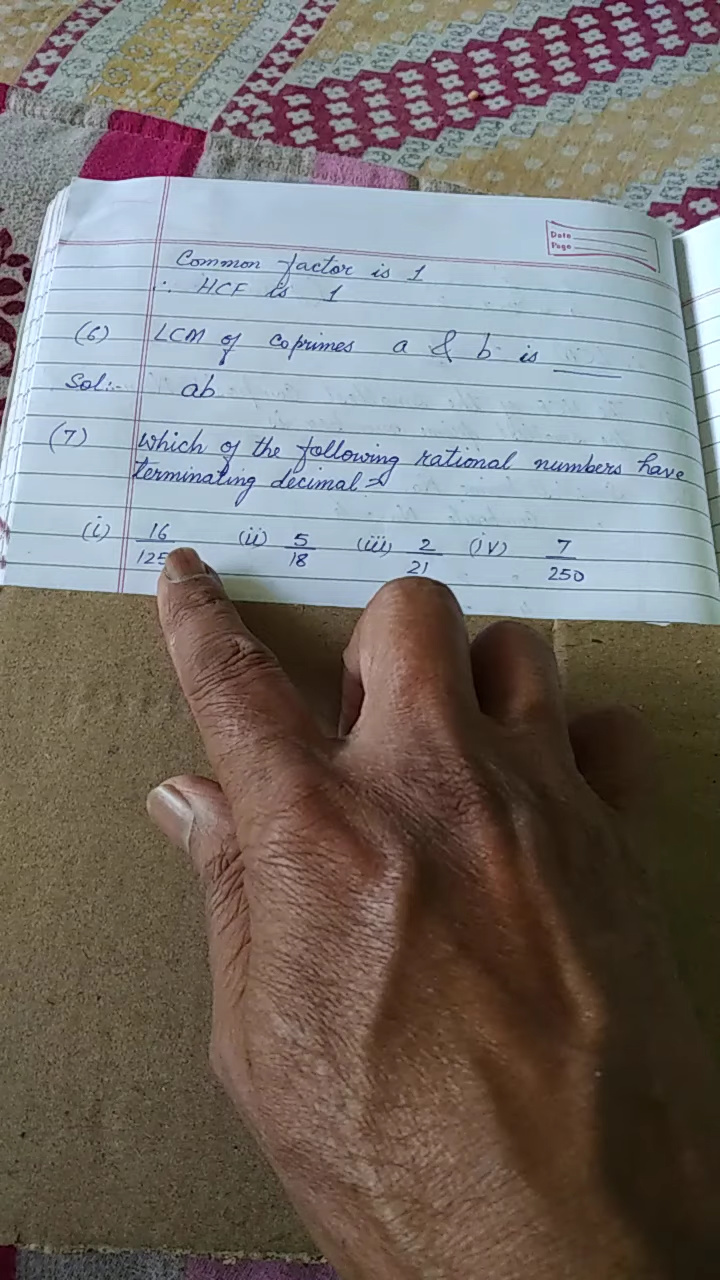 Date
Page
Common factor is 1
∴ HCF is 1
(6) LCM of coprimes a & b is ____
Sol:- ab
(7) which of the following rational numbers have
terminating decimal
(i) 16/125 (ii) 5/18 (iii) 2/21 (iv) 7/250